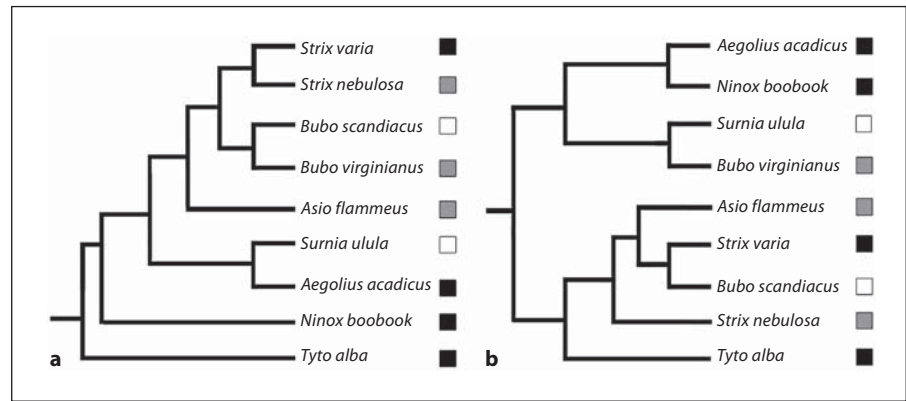 Strix varia
Strix nebulosa
Bubo scandiacus
Bubo virginianus
Asio flammeus
Surnia ulula
Aegolius acadicus
Ninox boobook
a
Tyto alba
Aegolius acadicus
Ninox boobook
Surnia ulula
Bubo virginianus
Asio flammeus
Strix varia
Bubo scandiacus
Strix nebulosa
b
Tyto alba